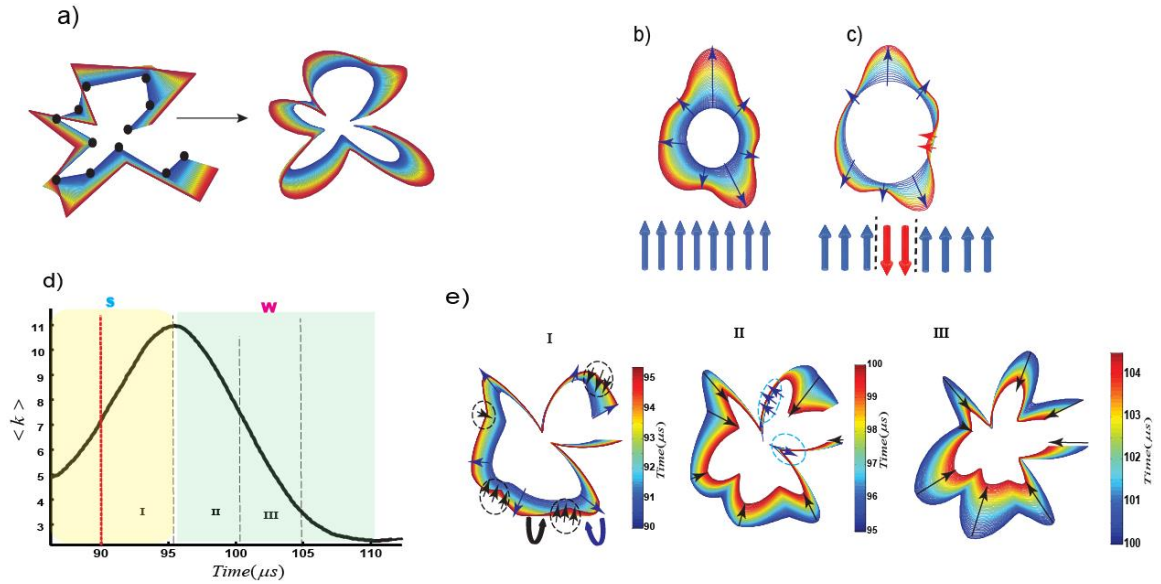 a)
b)
c)
d)
S
W
11
10
9
8
7
6
5
4
3
< k >
I
II
III
90
95
100
105
110
Time(μs)
e)
I
95
94
93
92
91
90
Time(μs)
II
100
99
98
97
96
95
Time(μs)
III
104
103
102
101
100
Time(μs)